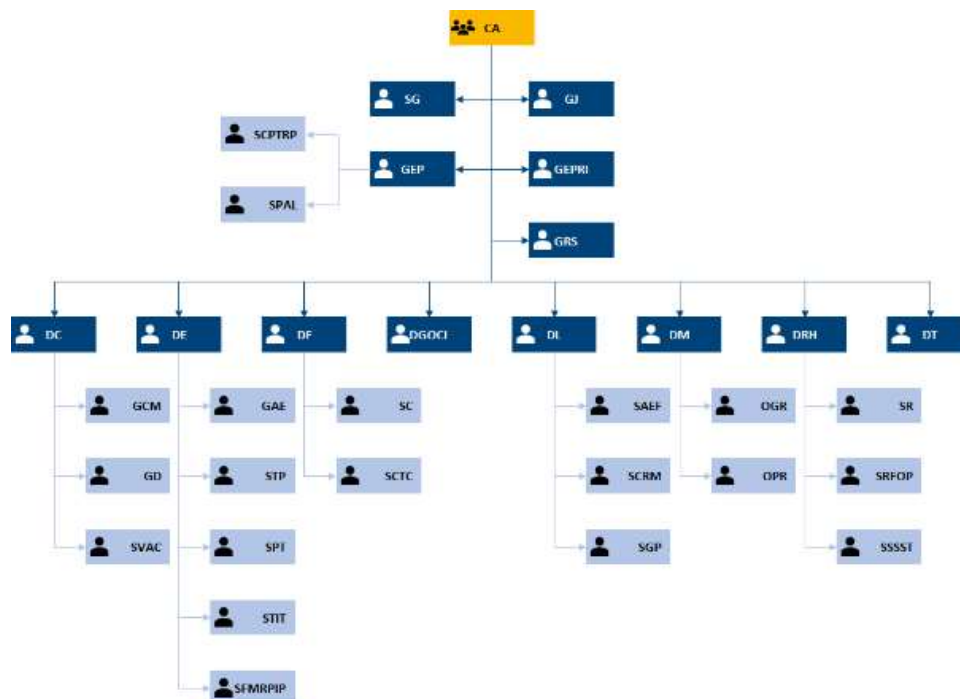 CA
SG
GJ
SCPTRP
GEP
GEPRI
SPAL
GRS
DC
DE
DF
DGOCI
DL
DM
DRH
DT
GCM
GAE
SC
SAEF
OGR
SR
GD
STP
SCTC
SCRM
OPR
SRFOP
SVAC
SPT
SGP
SSSST
STIT
SFMRPIP